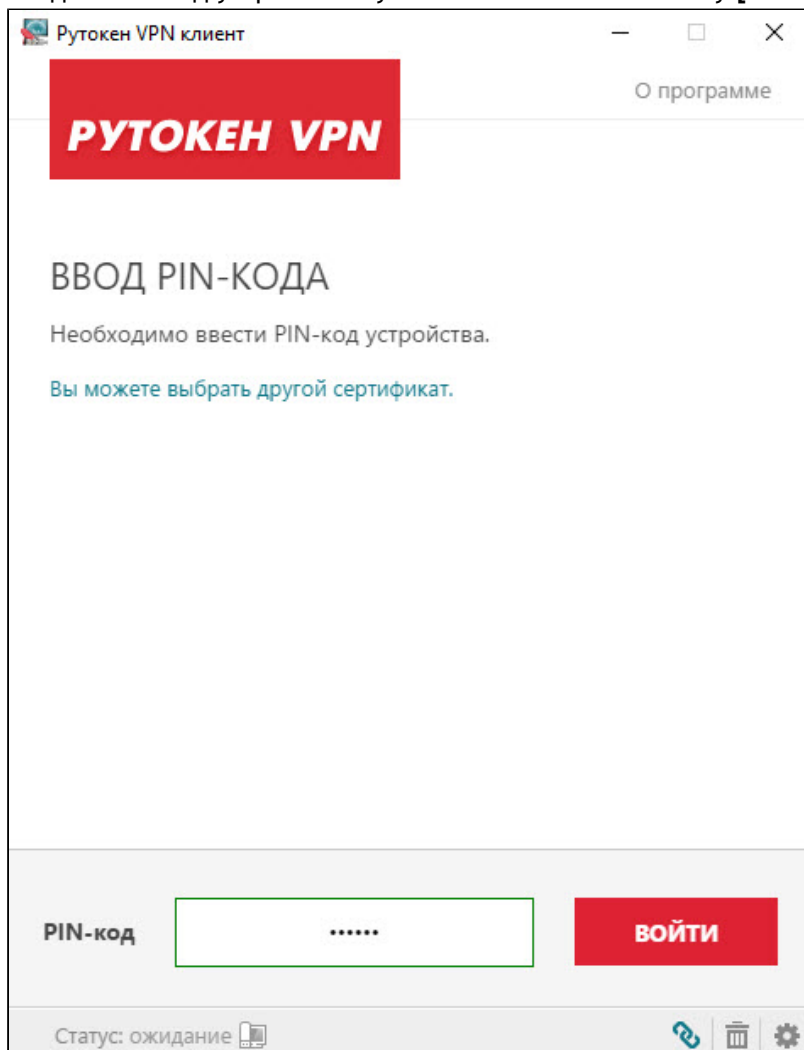 Рутокен VPN клиент
О программе
РУТОКЕН VPN
ВВОД PIN-КОДА
Необходимо ввести PIN-код устройства.
Вы можете выбрать другой сертификат.
PIN-код
••••••
ВОЙТИ
Статус: ожидание